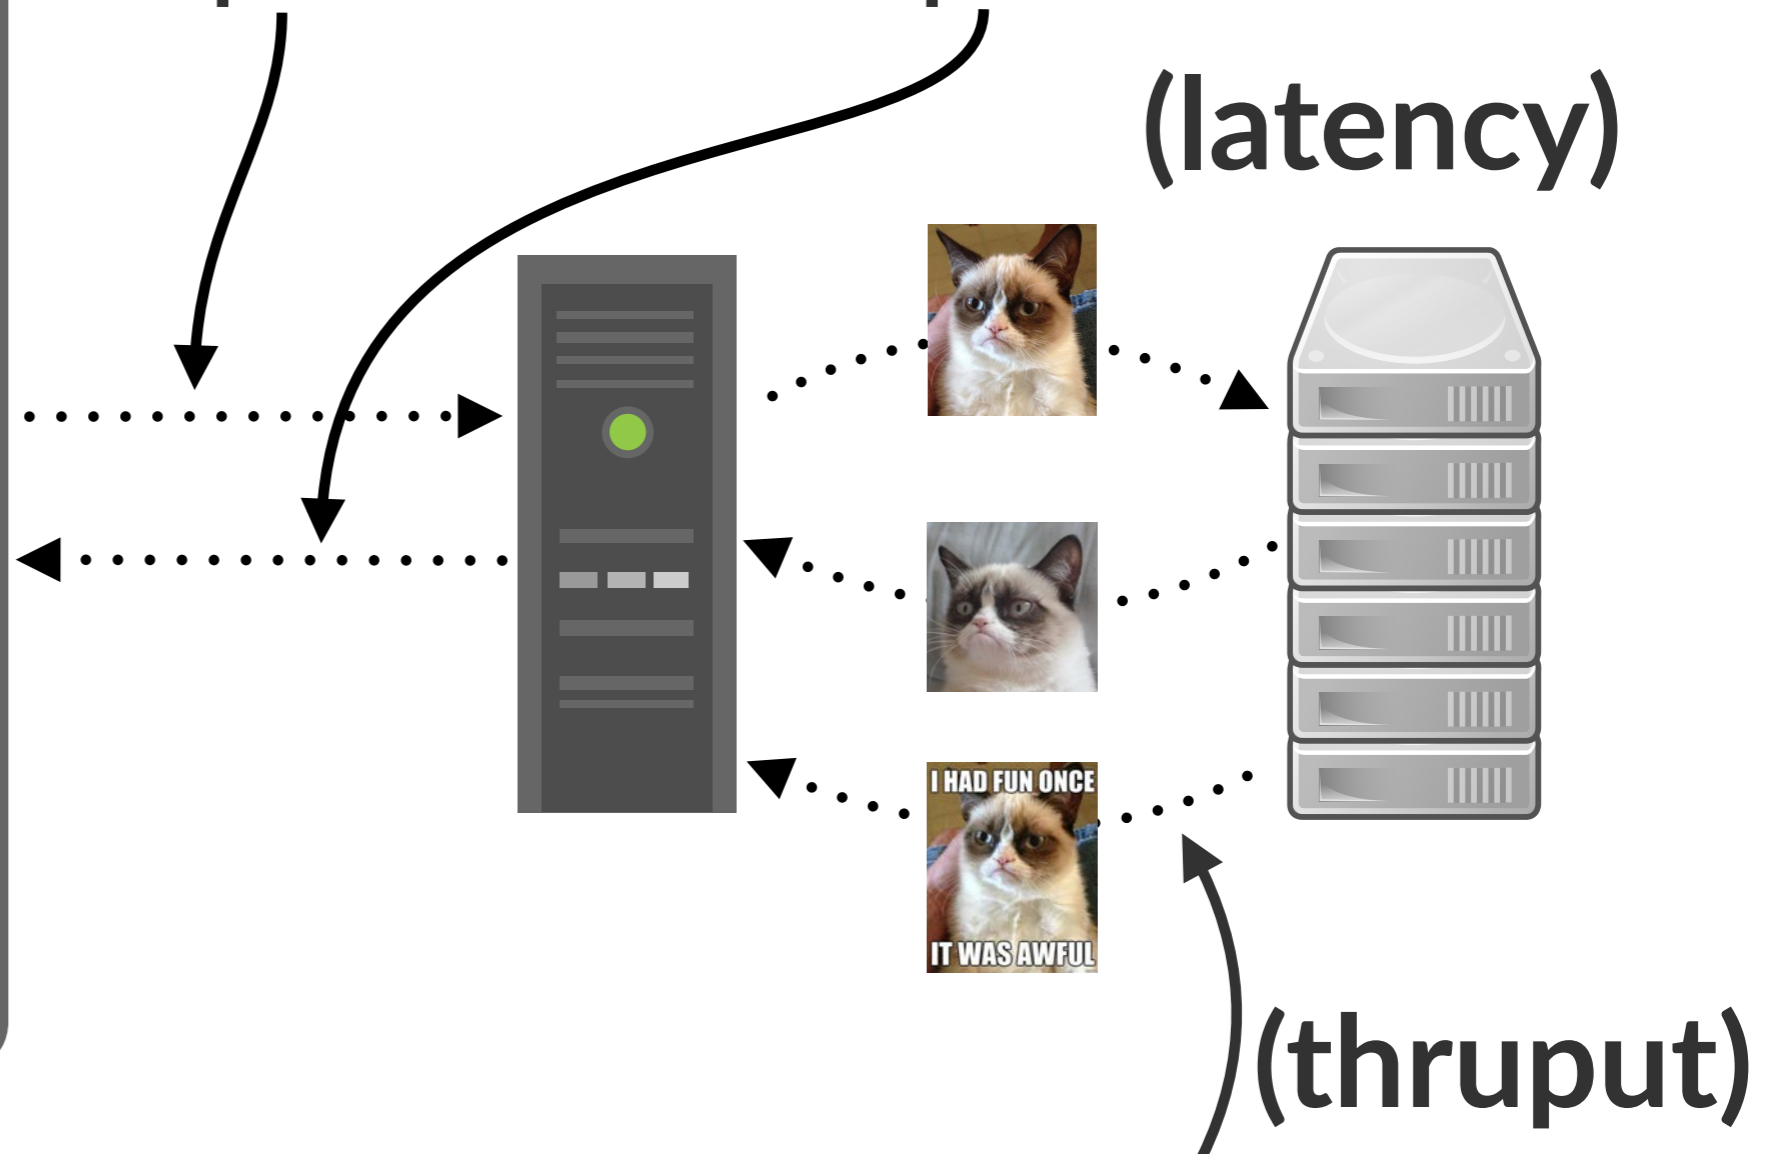 (latency)
I HAD FUN ONCE
IT WAS AWFUL
(thruput)